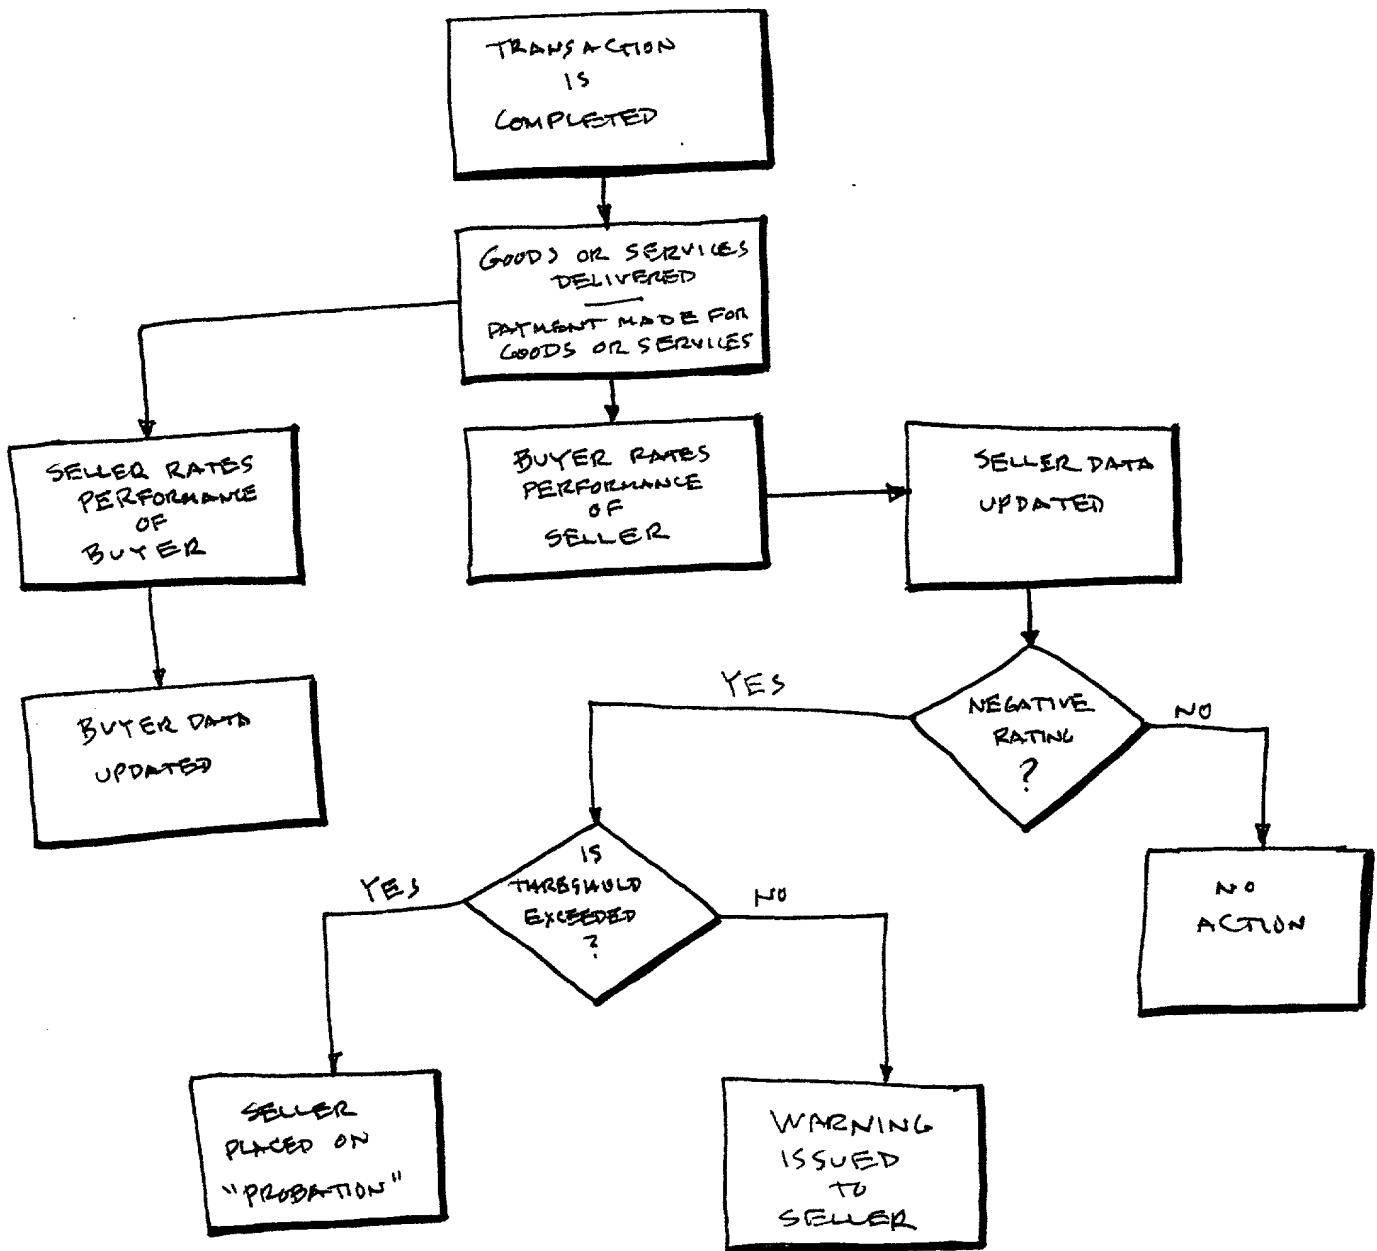 TRANSACTION
IS
COMPLETED
GOODS OR SERVICES
DELIVERED
PAYMENT MADE FOR
GOODS OR SERVICES
SELLER RATES
PERFORMANCE
OF
BUYER
BUYER RATES
PERFORMANCE
OF
SELLER
SELLER DATA
UPDATED
BUYER DATA
UPDATED
YES
NEGATIVE
RATING
?
NO
YES
IS
THRESHOLD
EXCEEDED
?
NO
NO
ACTION
SELLER
PLACED ON
"PROBATION"
WARNING
ISSUED
TO
SELLER